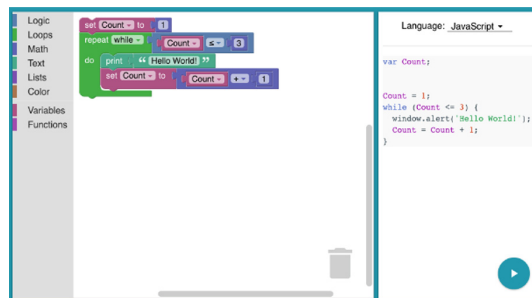 Logic
Loops
Math
Text
Lists
Color
Variables
Functions
set Count to 1
repeat while Count ≤ 3
do print “ Hello World! ”
set Count to Count + 1
Language: JavaScript
var Count;
Count = 1;
while (Count <= 3) {
window.alert('Hello World!');
Count = Count + 1;
}